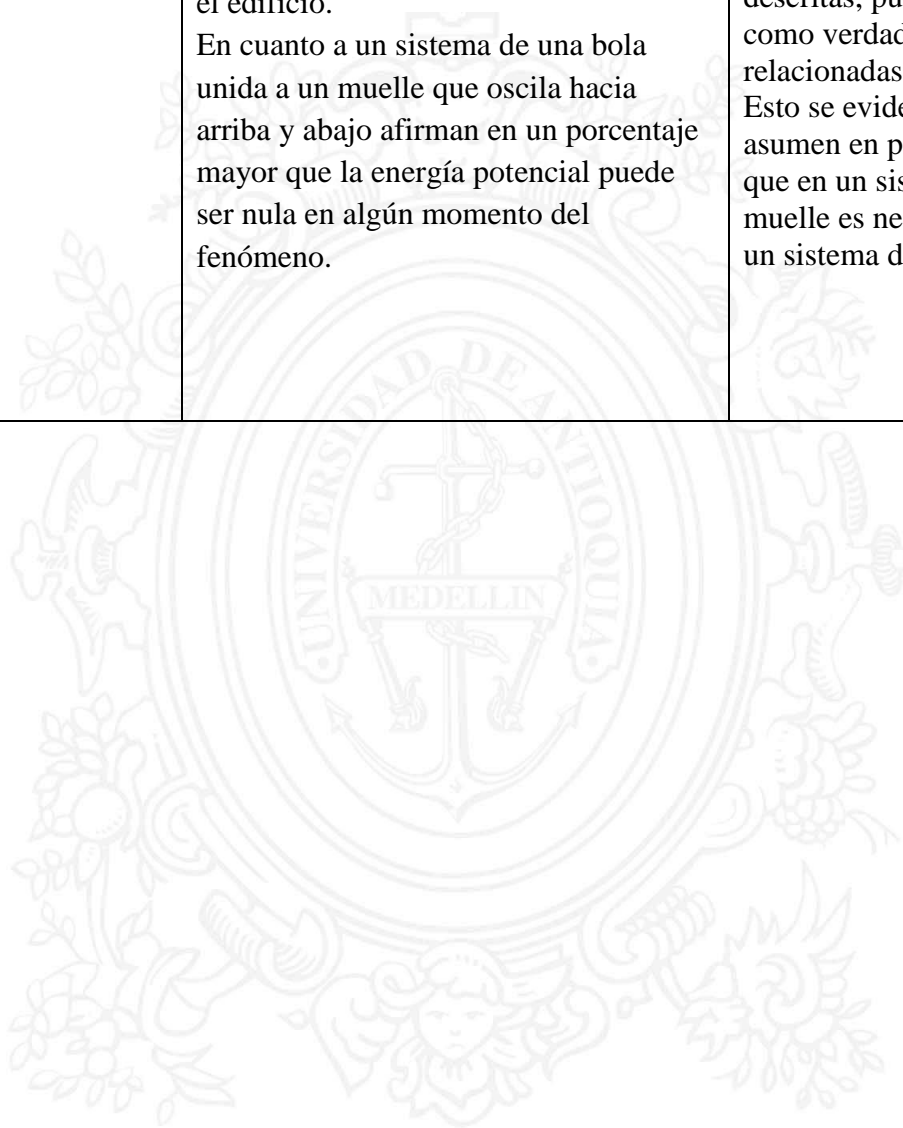 el edificio.
En cuanto a un sistema de una bola
unida a un muelle que oscila hacia
arriba y abajo afirman en un porcentaje
mayor que la energía potencial puede
ser nula en algún momento del
fenómeno.
como verdad
relacionadas
Esto se evide
asumen en p
que en un sis
muelle es ne
un sistema d
UNIVERSIDAD DE ANTIOQUIA
MEDELLIN